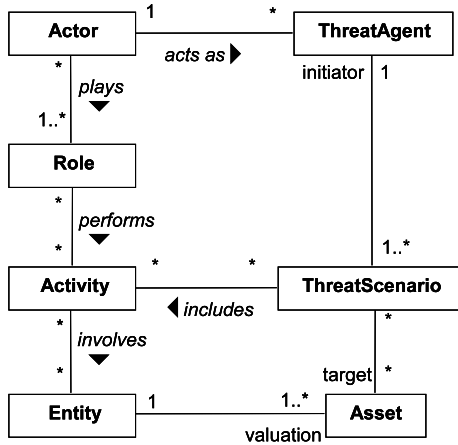 1 *
Actor ThreatAgent
acts as
* initiator 1
plays
1..*
Role
*
performs
* 1..*
* *
Activity ThreatScenario
includes
* *
involves
* target *
1 1..*
Entity Asset
valuation